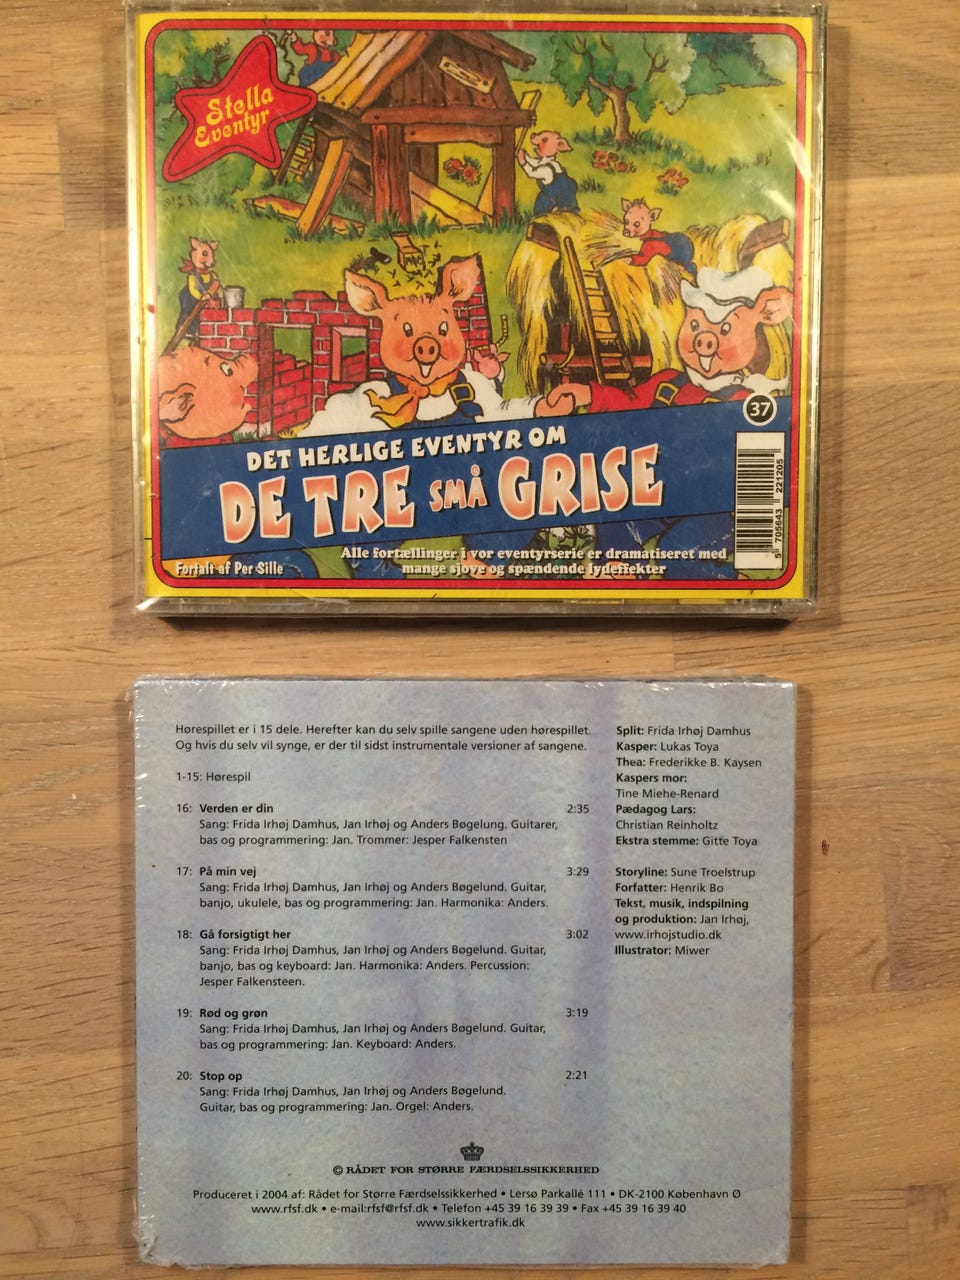 Stella
Eventyr
37
DET HERLIGE EVENTYR OM
DE TRE SMÅ GRISE
Alle fortællinger i vor eventyrserie er dramatiseret med
mange sjove og spændende lydeffekter
Fortalt af Per Sille
5 705643 221205
Hørespillet er i 15 dele. Herefter kan du selv spille sangene uden hørespillet.
Og hvis du selv vil synge, er der til sidst instrumentale versioner af sangene.
1-15: Hørespil
16: Verden er din 2:35
Sang: Frida Irhøj Damhus, Jan Irhøj og Anders Bøgelung. Guitarer,
bas og programmering: Jan. Trommer: Jesper Falkensten
17: På min vej 3:29
Sang: Frida Irhøj Damhus, Jan Irhøj og Anders Bøgelund. Guitar,
banjo, ukulele, bas og programmering: Jan. Harmonika: Anders.
18: Gå forsigtigt her 3:02
Sang: Frida Irhøj Damhus, Jan Irhøj og Anders Bøgelund. Guitar,
banjo, bas og keyboard: Jan. Harmonika: Anders. Percussion:
Jesper Falkensteen.
19: Rød og grøn 3:19
Sang: Frida Irhøj Damhus, Jan Irhøj og Anders Bøgelund. Guitar,
bas og programmering: Jan. Keyboard: Anders.
20: Stop op 2:21
Sang: Frida Irhøj Damhus, Jan Irhøj og Anders Bøgelund.
Guitar, bas og programmering: Jan. Orgel: Anders.
Split: Frida Irhøj Damhus
Kasper: Lukas Toya
Thea: Frederikke B. Kaysen
Kaspers mor:
Tine Miehe-Renard
Pædagog Lars:
Christian Reinholtz
Ekstra stemme: Gitte Toya
Storyline: Sune Troelstrup
Forfatter: Henrik Bo
Tekst, musik, indspilning
og produktion: Jan Irhøj,
www.irhojstudio.dk
Illustrator: Miwer
© RÅDET FOR STØRRE FÆRDSELSSIKKERHED
Produceret i 2004 af: Rådet for Større Færdselssikkerhed • Lersø Parkallé 111 • DK-2100 København Ø
www.rfsf.dk • e-mail:rfsf@rfsf.dk • Telefon +45 39 16 39 39 • Fax +45 39 16 39 40
www.sikkertrafik.dk